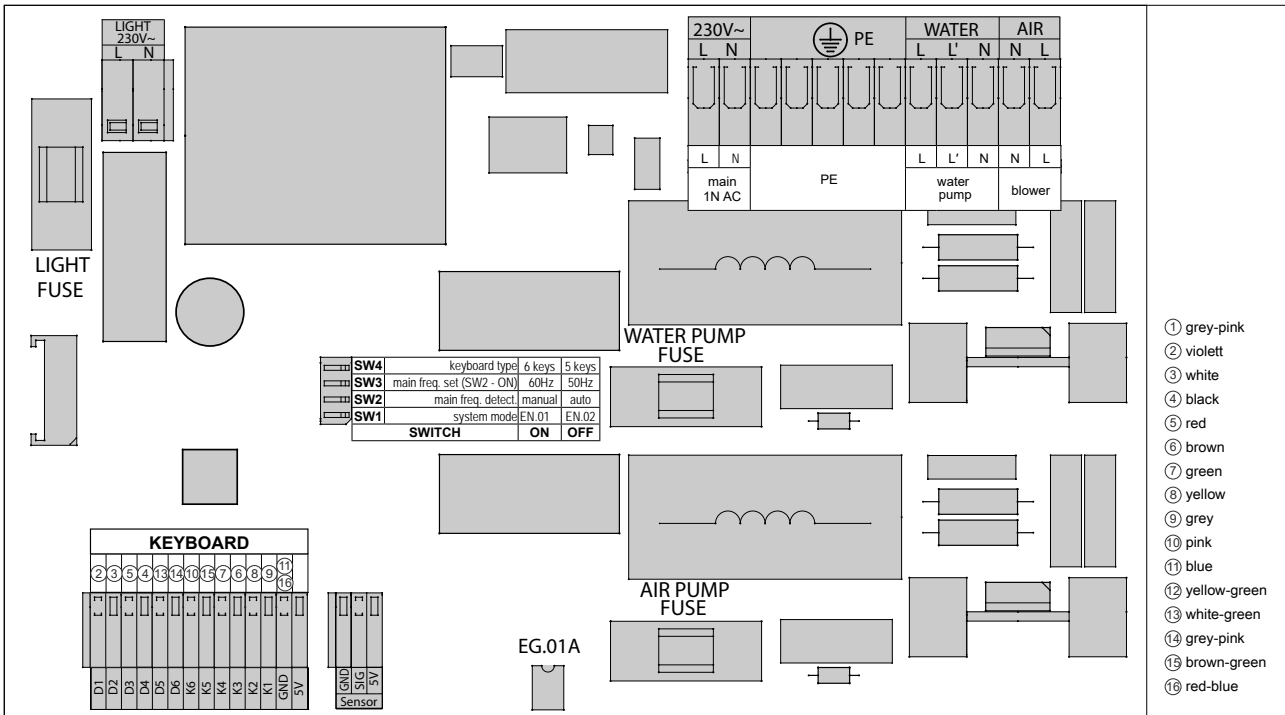 LIGHT
230V~
L N
230V~ PE WATER AIR
L N L L' N N L
L N L L' N N L
main
1N AC
PE
water
pump
blower
LIGHT
FUSE
WATER PUMP
FUSE
SW4 keyboard type 6 keys 5 keys
SW3 main freq. set (SW2 - ON) 60Hz 50Hz
SW2 main freq. detect. manual auto
SW1 system mode EN.01 EN.02
SWITCH ON OFF
KEYBOARD
2 3 5 4 13 14 10 15 7 6 8 9 11
16
D1 D2 D3 D4 D5 D6 K6 K5 K4 K3 K2 K1 GND 5V
GND SIG 5V
Sensor
EG.01A
AIR PUMP
FUSE
1 grey-pink
2 violett
3 white
4 black
5 red
6 brown
7 green
8 yellow
9 grey
10 pink
11 blue
12 yellow-green
13 white-green
14 grey-pink
15 brown-green
16 red-blue